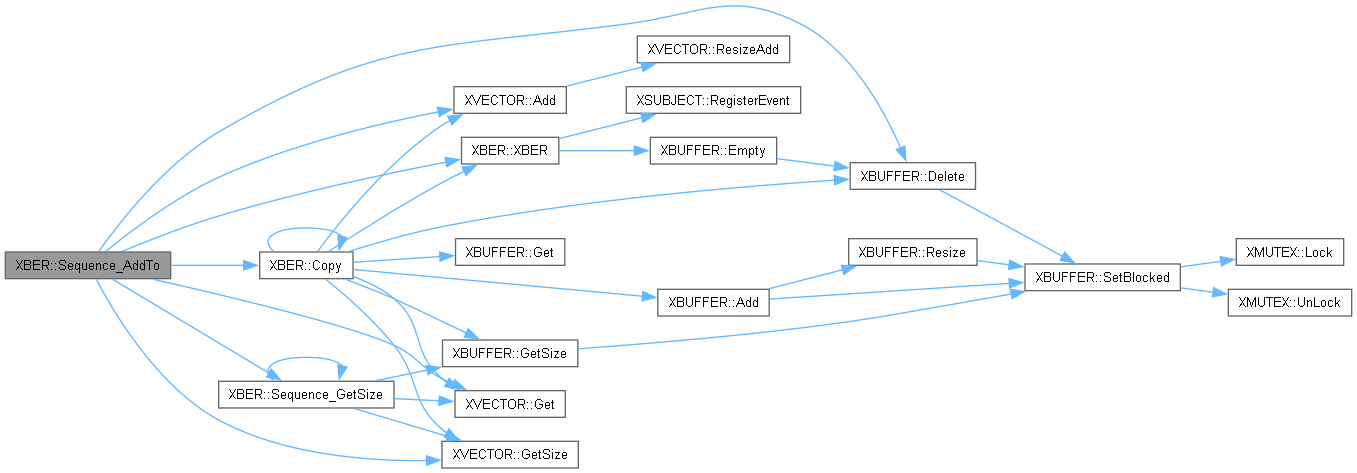 XBER::Sequence_AddTo
XVECTOR::ResizeAdd
XVECTOR::Add
XSUBJECT::RegisterEvent
XBER::XBER
XBUFFER::Empty
XBUFFER::Delete
XBER::Copy
XBUFFER::Get
XBUFFER::Resize
XMUTEX::Lock
XBUFFER::SetBlocked
XBUFFER::Add
XMUTEX::UnLock
XBUFFER::GetSize
XBER::Sequence_GetSize
XVECTOR::Get
XVECTOR::GetSize